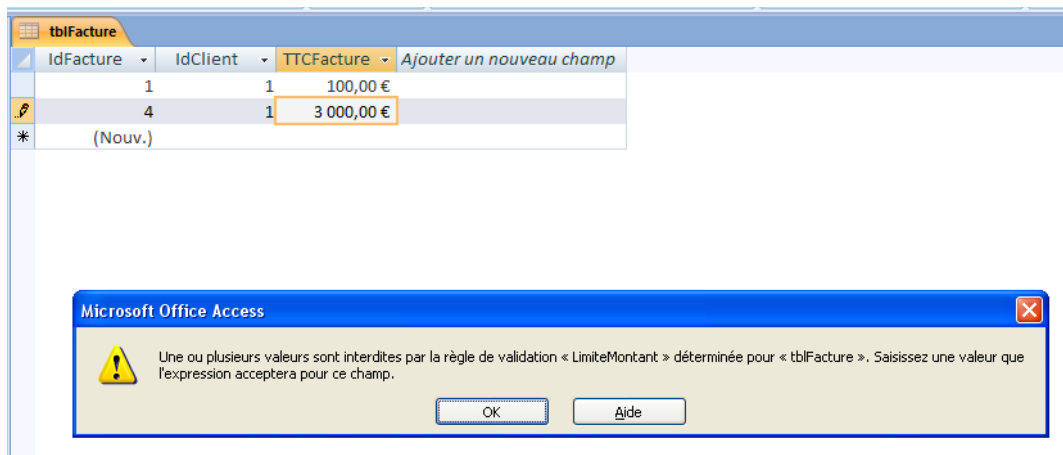 tblFacture
IdFacture IdClient TTCFacture Ajouter un nouveau champ
1 1 100,00 €
4 1 3 000,00 €
(Nouv.)
Microsoft Office Access
Une ou plusieurs valeurs sont interdites par la règle de validation « LimiteMontant » déterminée pour « tblFacture ». Saisissez une valeur que
l'expression acceptera pour ce champ.
OK Aide